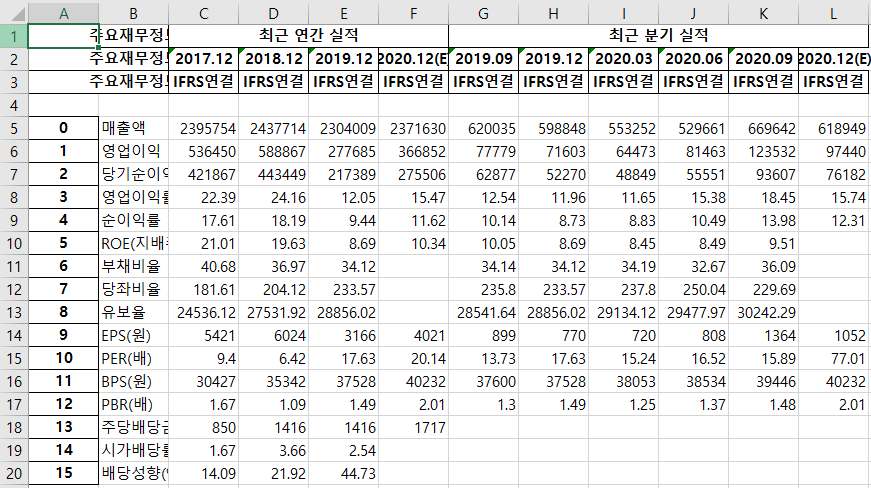 A B C D E F G H I J K L
1 주요재무정보 최근 연간 실적 최근 분기 실적
2 주요재무정보 2017.12 2018.12 2019.12 2020.12(E) 2019.09 2019.12 2020.03 2020.06 2020.09 2020.12(E)
3 주요재무정보 IFRS연결 IFRS연결 IFRS연결 IFRS연결 IFRS연결 IFRS연결 IFRS연결 IFRS연결 IFRS연결 IFRS연결
4
5 0 매출액 2395754 2437714 2304009 2371630 620035 598848 553252 529661 669642 618949
6 1 영업이익 536450 588867 277685 366852 77779 71603 64473 81463 123532 97440
7 2 당기순이익 421867 443449 217389 275506 62877 52270 48849 55551 93607 76182
8 3 영업이익률 22.39 24.16 12.05 15.47 12.54 11.96 11.65 15.38 18.45 15.74
9 4 순이익률 17.61 18.19 9.44 11.62 10.14 8.73 8.83 10.49 13.98 12.31
10 5 ROE(지배주 21.01 19.63 8.69 10.34 10.05 8.69 8.45 8.49 9.51
11 6 부채비율 40.68 36.97 34.12 34.14 34.12 34.19 32.67 36.09
12 7 당좌비율 181.61 204.12 233.57 235.8 233.57 237.8 250.04 229.69
13 8 유보율 24536.12 27531.92 28856.02 28541.64 28856.02 29134.12 29477.97 30242.29
14 9 EPS(원) 5421 6024 3166 4021 899 770 720 808 1364 1052
15 10 PER(배) 9.4 6.42 17.63 20.14 13.73 17.63 15.24 16.52 15.89 77.01
16 11 BPS(원) 30427 35342 37528 40232 37600 37528 38053 38534 39446 40232
17 12 PBR(배) 1.67 1.09 1.49 2.01 1.3 1.49 1.25 1.37 1.48 2.01
18 13 주당배당금 850 1416 1416 1717
19 14 시가배당률 1.67 3.66 2.54
20 15 배당성향(% 14.09 21.92 44.73